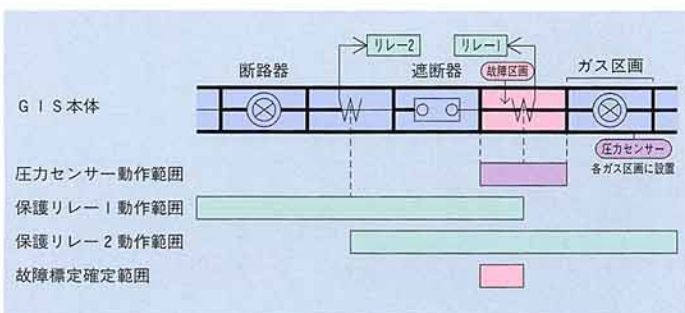 リレー2
リレー1
断路器
遮断器
故障区画
ガス区画
GIS本体
圧力センサー
各ガス区画に設置
圧力センサー動作範囲
保護リレー1動作範囲
保護リレー2動作範囲
故障標定確定範囲